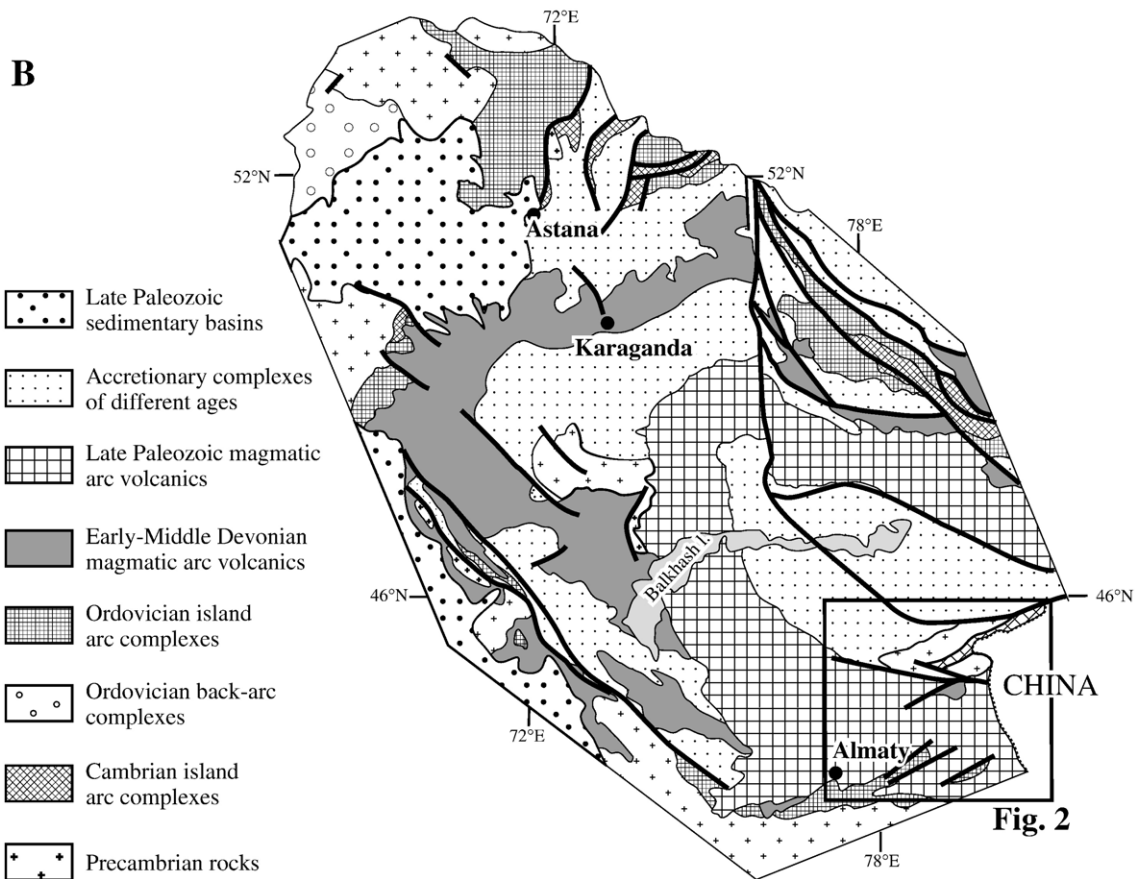 B
72°E
52°N
52°N
78°E
Astana
Karaganda
Balkhash l.
46°N
46°N
CHINA
72°E
Almaty
Fig. 2
78°E
Late Paleozoic
sedimentary basins
Accretionary complexes
of different ages
Late Paleozoic magmatic
arc volcanics
Early-Middle Devonian
magmatic arc volcanics
Ordovician island
arc complexes
Ordovician back-arc
complexes
Cambrian island
arc complexes
Precambrian rocks